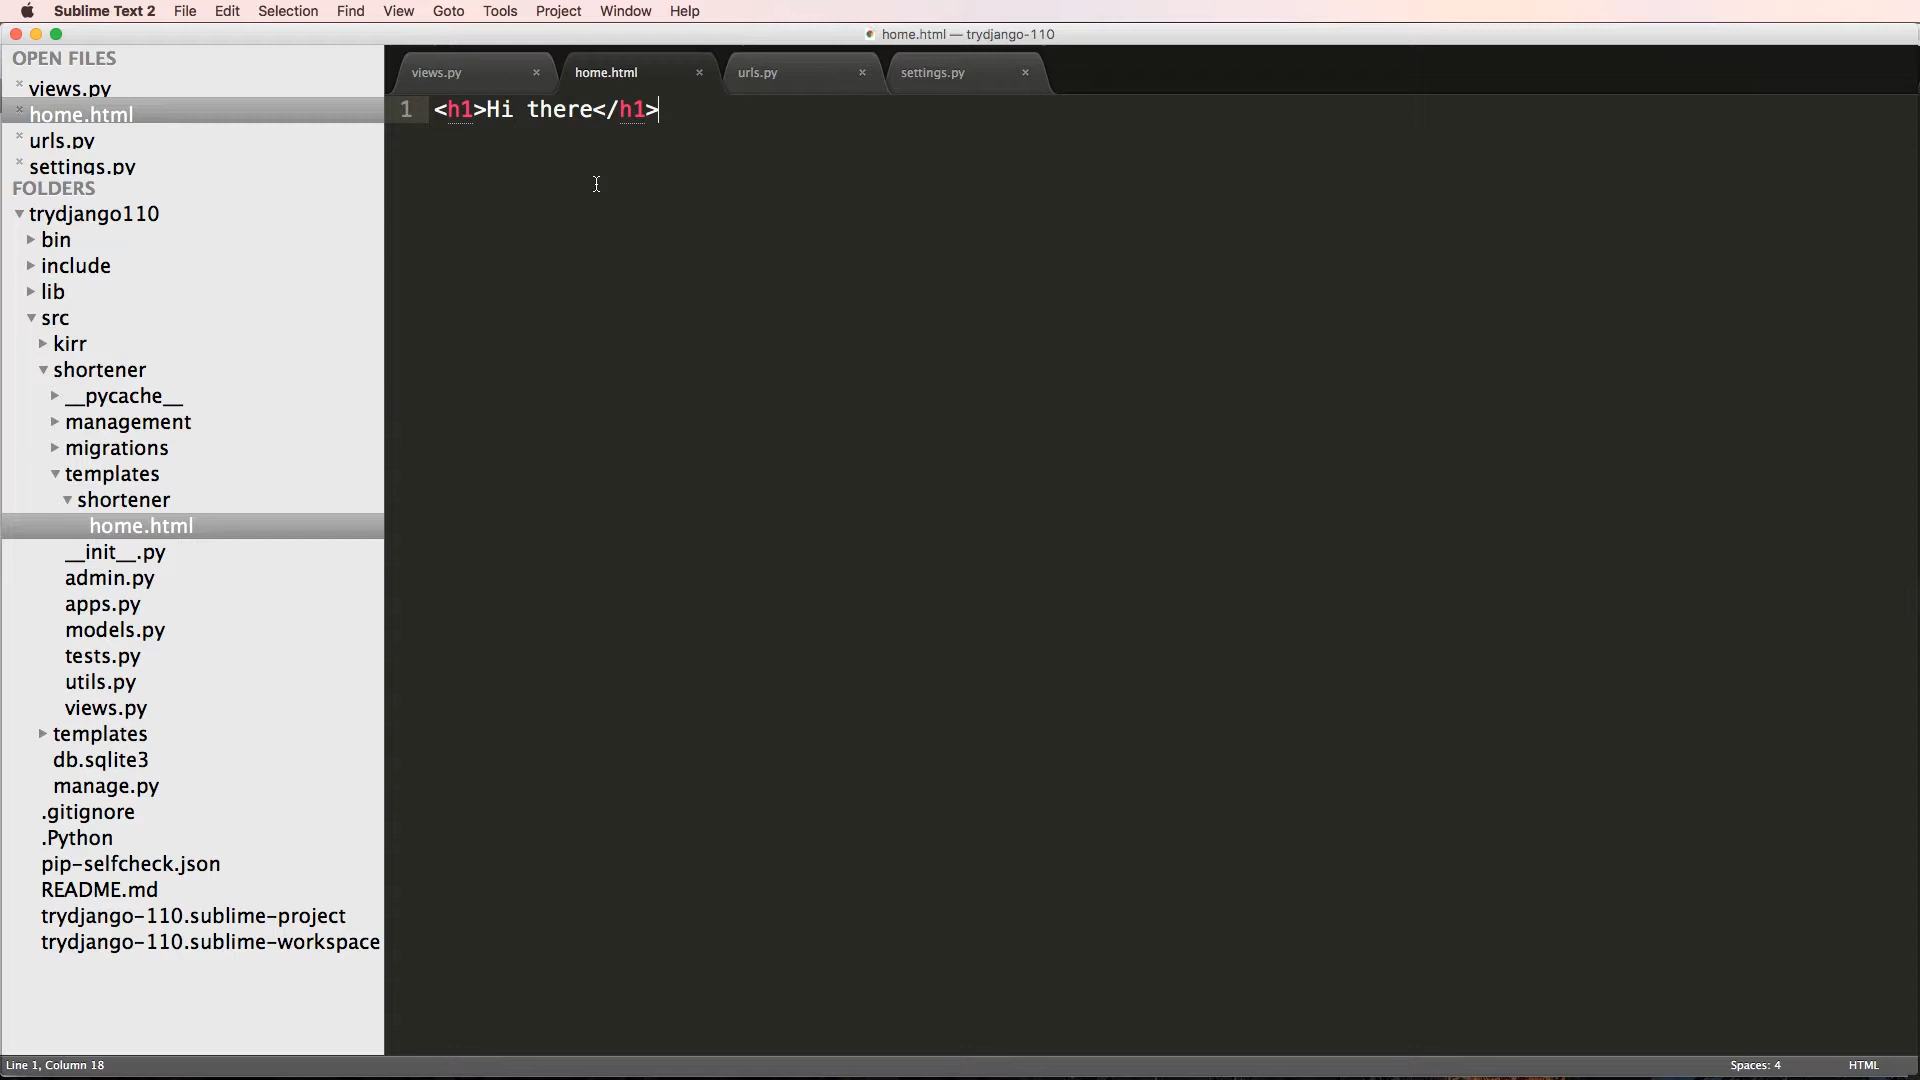 Sublime Text 2 File Edit Selection Find View Goto Tools Project Window Help
home.html — trydjango-110
OPEN FILES
views.py
home.html
urls.py
settings.py
FOLDERS
trydjango110
bin
include
lib
src
kirr
shortener
__pycache__
management
migrations
templates
shortener
home.html
__init__.py
admin.py
apps.py
models.py
tests.py
utils.py
views.py
templates
db.sqlite3
manage.py
.gitignore
.Python
pip-selfcheck.json
README.md
trydjango-110.sublime-project
trydjango-110.sublime-workspace
views.py home.html urls.py settings.py
1 <h1>Hi there</h1>
Line 1, Column 18 Spaces: 4 HTML